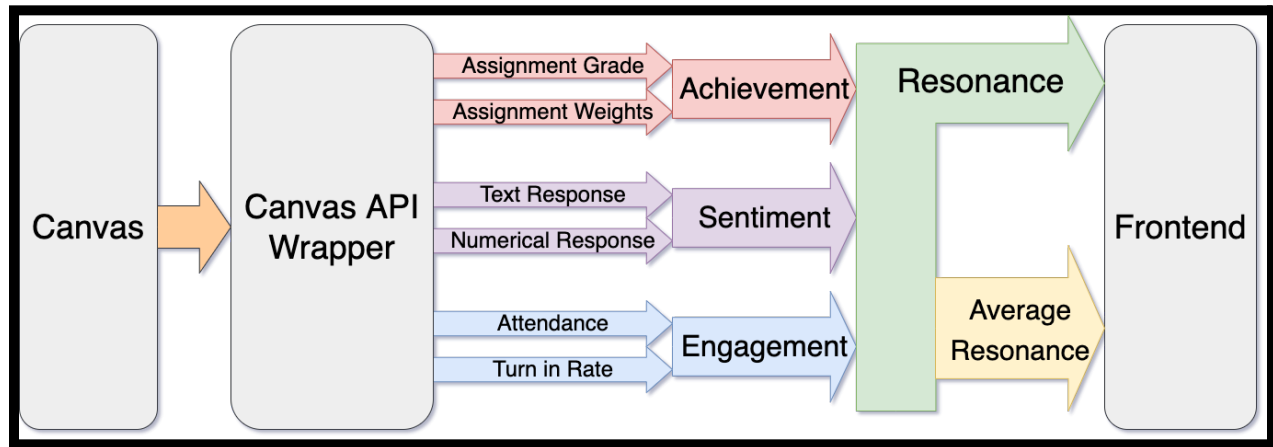 Canvas
Canvas API
Wrapper
Assignment Grade
Assignment Weights
Achievement
Text Response
Numerical Response
Sentiment
Attendance
Turn in Rate
Engagement
Resonance
Average
Resonance
Frontend